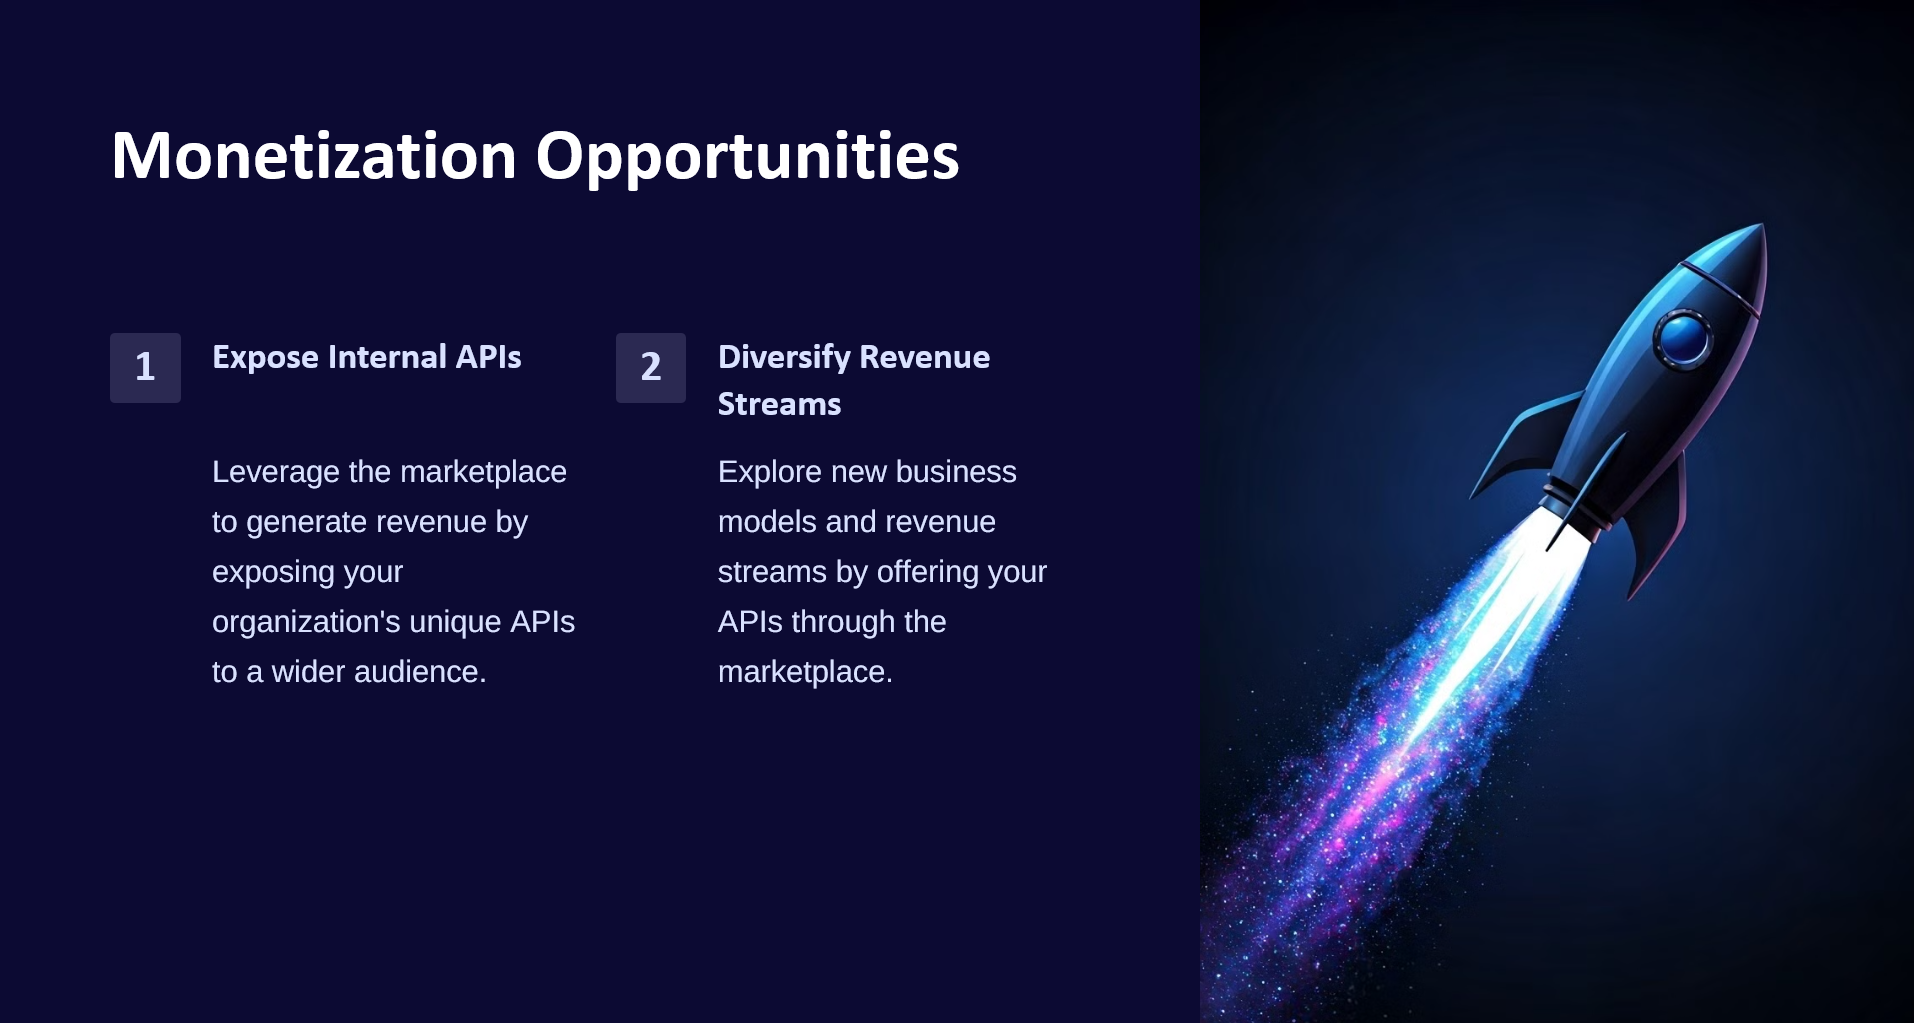 Monetization Opportunities
1
Expose Internal APIs
Leverage the marketplace
to generate revenue by
exposing your
organization's unique APIs
to a wider audience.
2
Diversify Revenue
Streams
Explore new business
models and revenue
streams by offering your
APIs through the
marketplace.